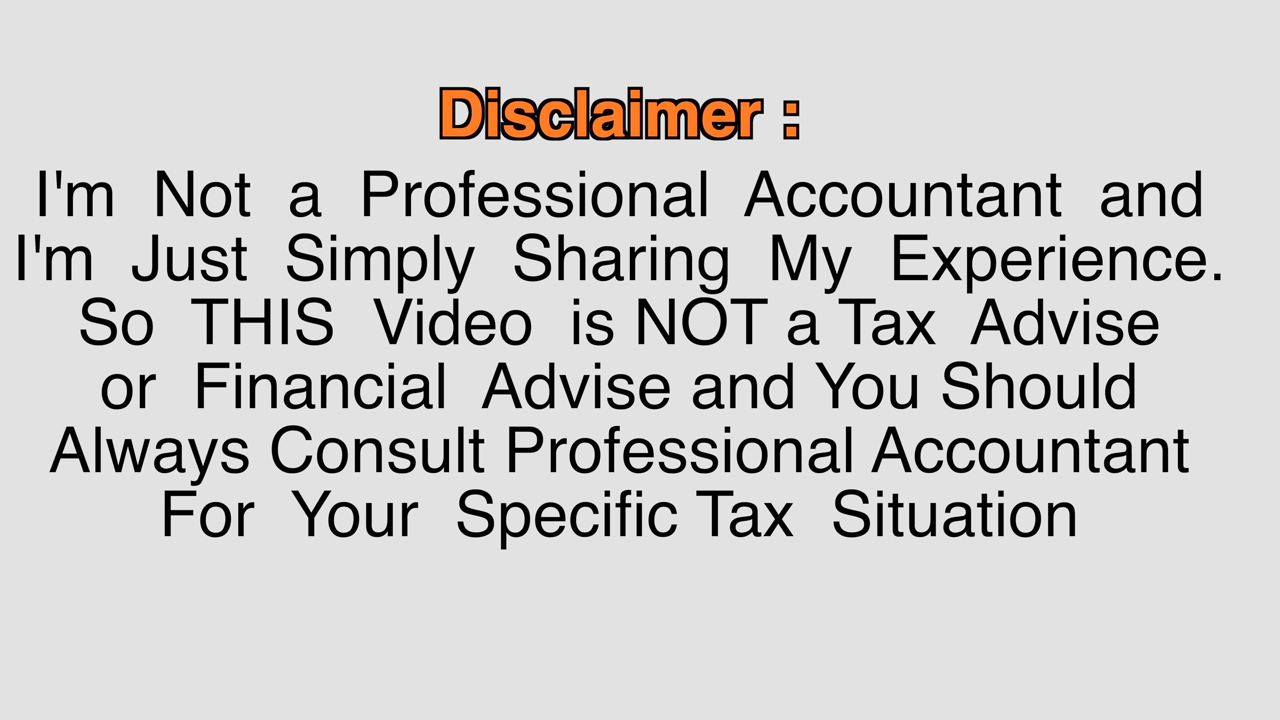 Disclaimer :
I'm Not a Professional Accountant and
I'm Just Simply Sharing My Experience.
So THIS Video is NOT a Tax Advise
or Financial Advise and You Should
Always Consult Professional Accountant
For Your Specific Tax Situation